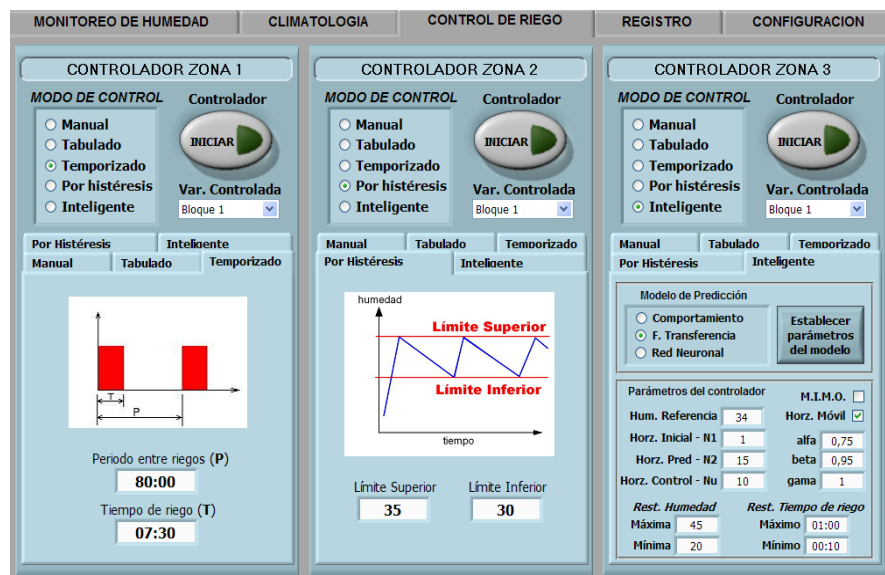 MONITOREO DE HUMEDAD CLIMATOLOGIA CONTROL DE RIEGO REGISTRO CONFIGURACION
CONTROLADOR ZONA 1
MODO DE CONTROL Controlador
Manual
Tabulado
Temporizado
Por histéresis
Inteligente
INICIAR
Var. Controlada
Bloque 1
Por Histéresis Inteligente
Manual Tabulado Temporizado
T
P
Periodo entre riegos (P)
80:00
Tiempo de riego (T)
07:30
CONTROLADOR ZONA 2
MODO DE CONTROL Controlador
Manual
Tabulado
Temporizado
Por histéresis
Inteligente
INICIAR
Var. Controlada
Bloque 1
Manual Tabulado Temporizado
Por Histéresis Inteligente
humedad
Límite Superior
Límite Inferior
tiempo
Límite Superior Límite Inferior
35 30
CONTROLADOR ZONA 3
MODO DE CONTROL Controlador
Manual
Tabulado
Temporizado
Por histéresis
Inteligente
INICIAR
Var. Controlada
Bloque 1
Manual Tabulado Temporizado
Por Histéresis Inteligente
Modelo de Predicción
Comportamiento
F. Transferencia
Red Neuronal
Establecer
parámetros
del modelo
Parámetros del controlador M.I.M.O.
Hum. Referencia 34 Horz. Móvil
Horz. Inicial - N1 1 alfa 0,75
Horz. Pred - N2 15 beta 0,95
Horz. Control - Nu 10 gama 1
Rest. Humedad Rest. Tiempo de riego
Máxima 45 Máximo 01:00
Mínima 20 Mínimo 00:10